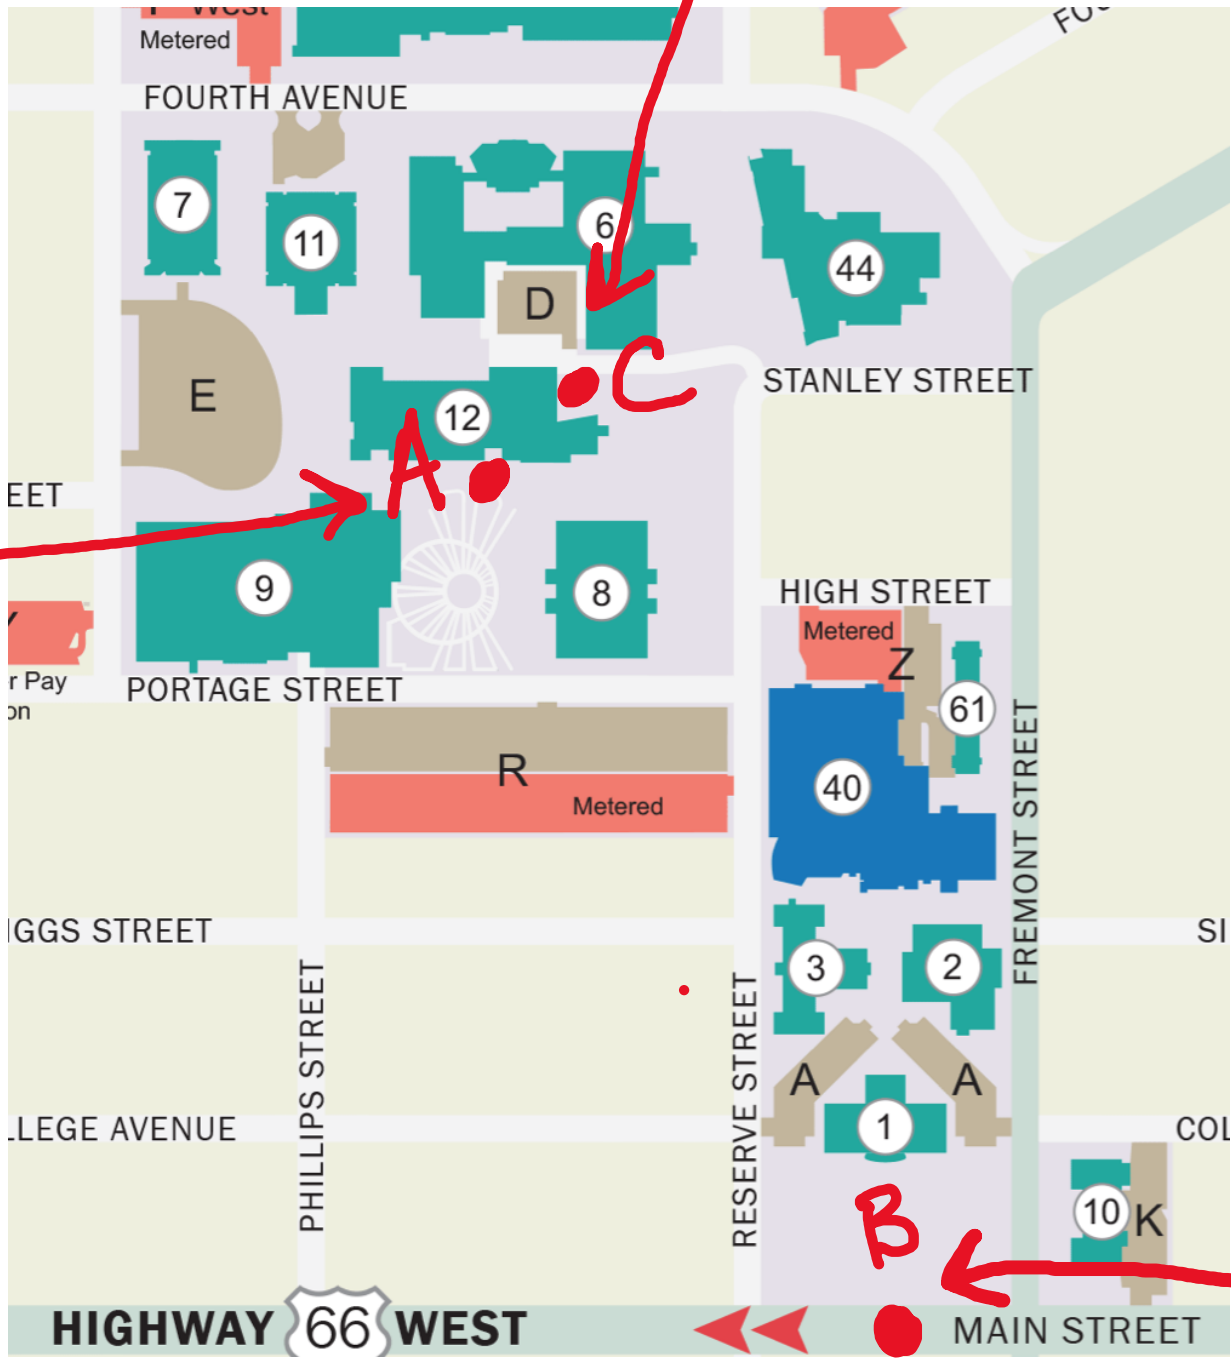 West
Metered
FOURTH AVENUE
7
11
6
44
D
E
C
STANLEY STREET
12
A
EET
9
8
HIGH STREET
Metered
Z
r Pay
on
PORTAGE STREET
61
R
40
Metered
FREMONT STREET
IGGS STREET
SI
3
2
PHILLIPS STREET
RESERVE STREET
A
A
LLEGE AVENUE
1
COL
B
10
K
HIGHWAY 66 WEST
MAIN STREET